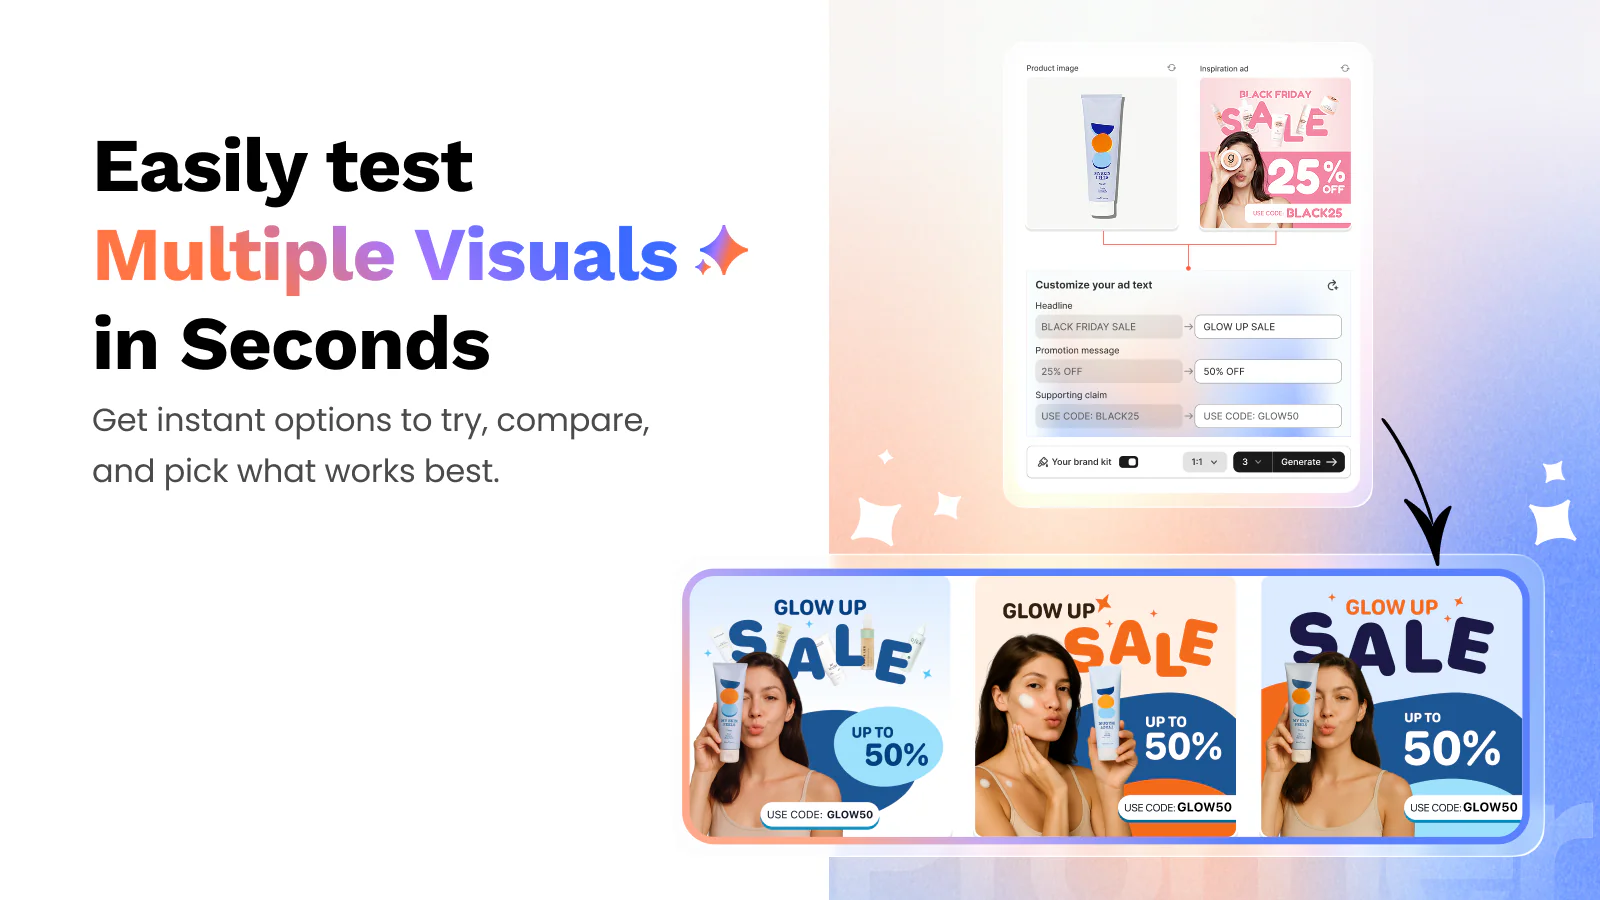 Easily test
Multiple Visuals
in Seconds
Get instant options to try, compare,
and pick what works best.
Product image
Inspiration ad
BLACK FRIDAY
SALE
25%
OFF
USE CODE: BLACK25
Customize your ad text
Headline
BLACK FRIDAY SALE
GLOW UP SALE
Promotion message
25% OFF
50% OFF
Supporting claim
USE CODE: BLACK25
USE CODE: GLOW50
Your brand kit
1:1
3
Generate
GLOW UP
SALE
UP TO
50%
USE CODE: GLOW50
GLOW UP
SALE
UP TO
50%
USE CODE: GLOW50
GLOW UP
SALE
MY SKIN
FEELS
UP TO
50%
USE CODE: GLOW50